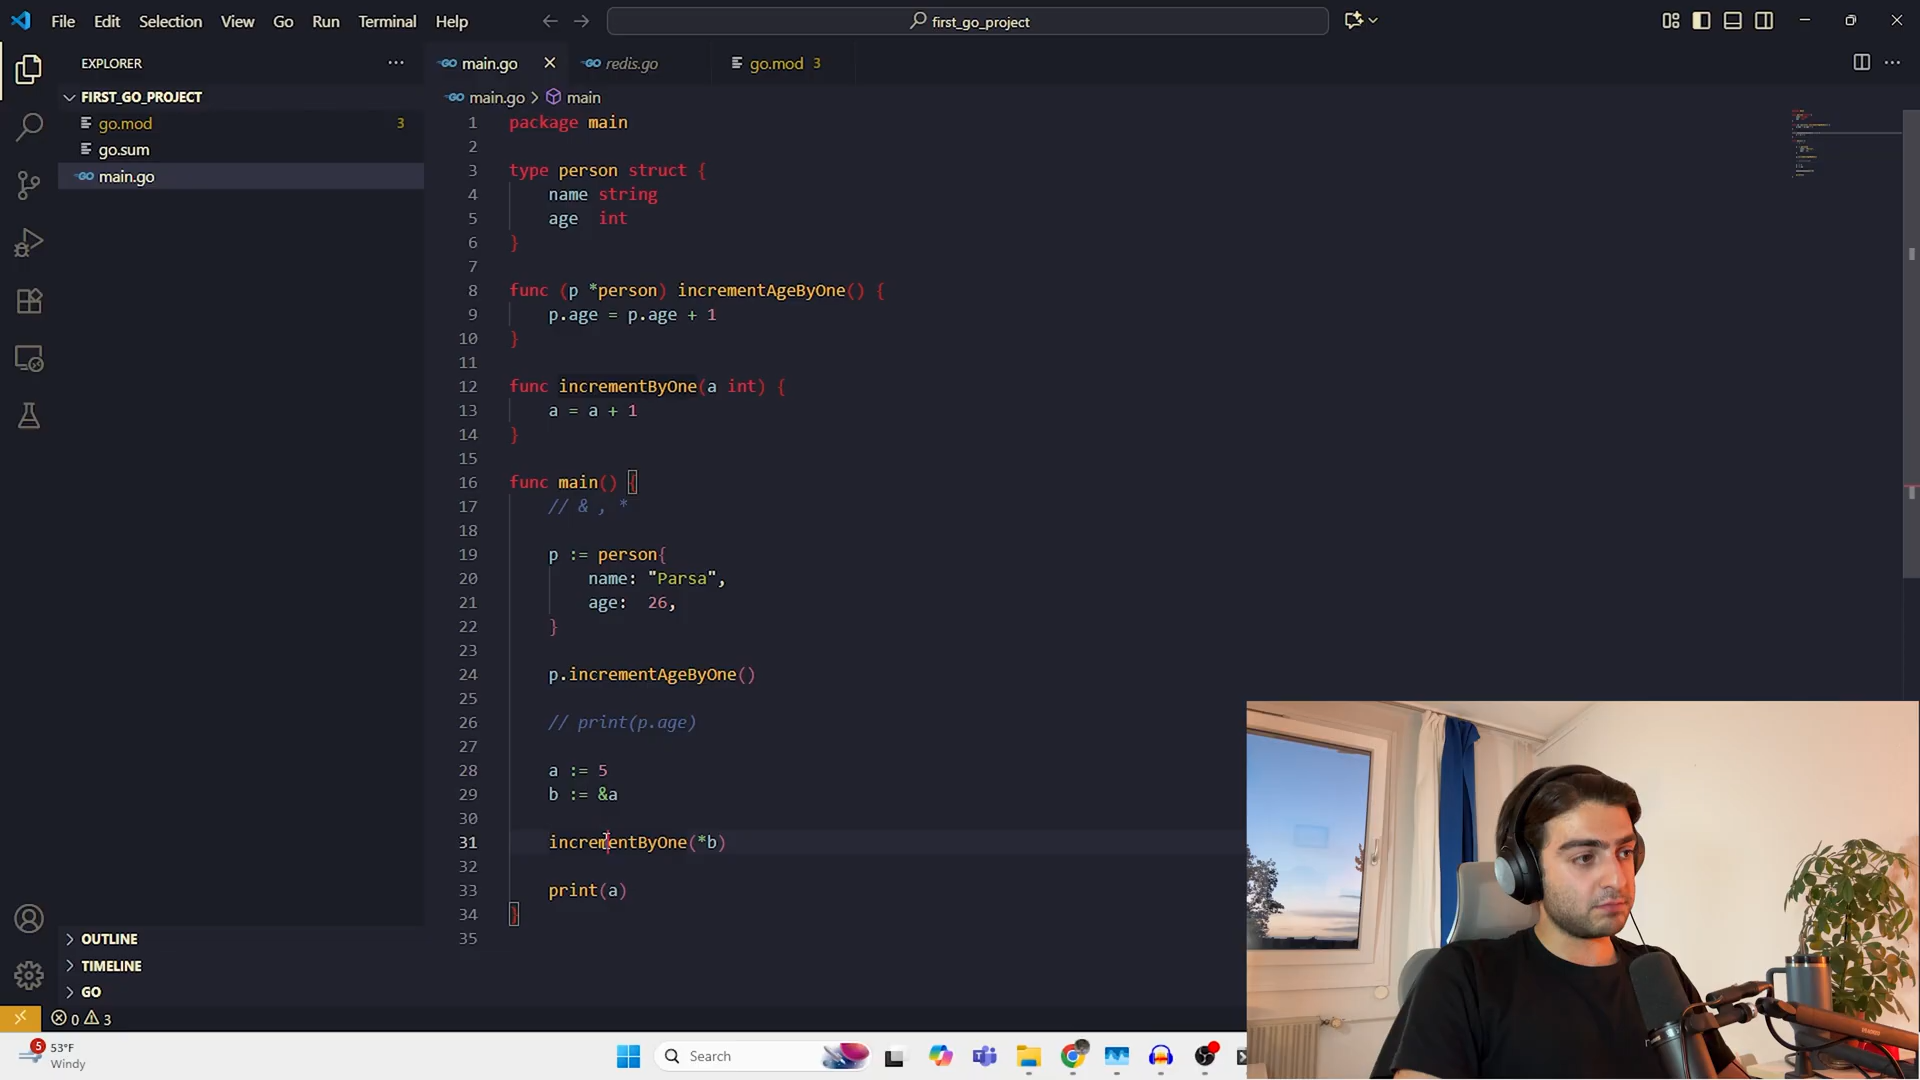 File Edit Selection View Go Run Terminal Help
first_go_project
EXPLORER
main.go
redis.go
go.mod 3
FIRST_GO_PROJECT
main.go > main
go.mod 3
go.sum
main.go
1 package main
2
3 type person struct {
4 name string
5 age  int
6 }
7
8 func (p *person) incrementAgeByOne() {
9 p.age = p.age + 1
10 }
11
12 func incrementByOne(a int) {
13 a = a + 1
14 }
15
16 func main() {
17 // & , *
18
19 p := person{
20 name: "Parsa",
21 age:  26,
22 }
23
24 p.incrementAgeByOne()
25
26 // print(p.age)
27
28 a := 5
29 b := &a
30
31 incrementByOne(*b)
32
33 print(a)
34 }
35
OUTLINE
TIMELINE
GO
0 3
5
53°F
Windy
Search